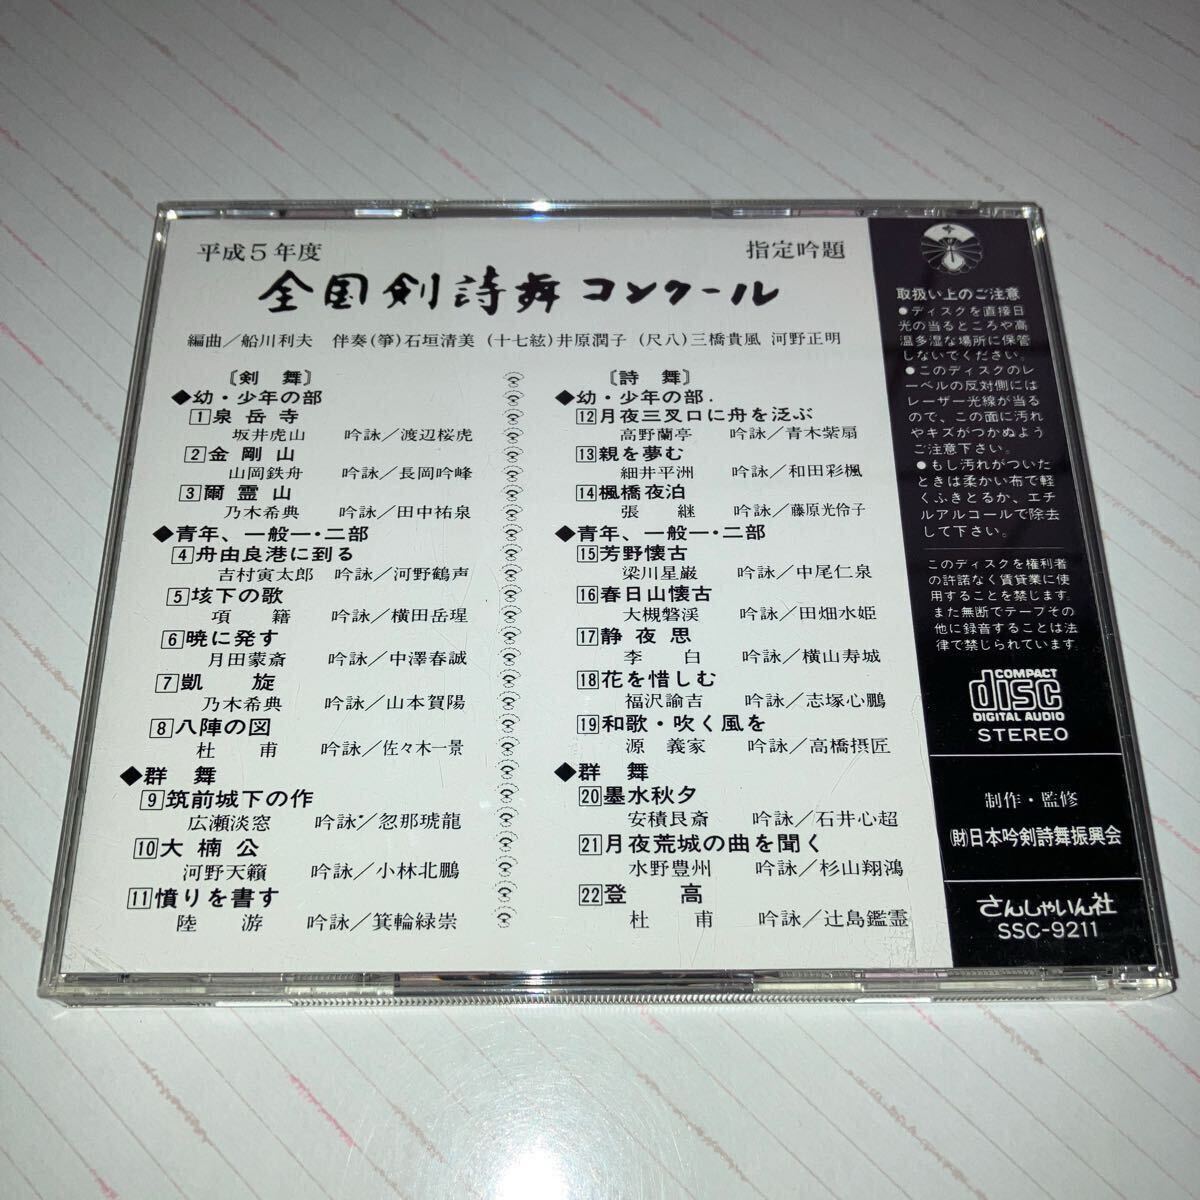 平成5年度
指定吟題
全国剣詩舞コンクール
編曲／船川利夫 伴奏(箏)石垣清美 (十七絃)井原潤子 (尺八)三橋貴風 河野正明
〔剣 舞〕
◆幼・少年の部
1 泉岳寺
坂井虎山 吟詠／渡辺桜虎
2 金剛山
山岡鉄舟 吟詠／長岡吟峰
3 爾霊山
乃木希典 吟詠／田中祐泉
◆青年、一般一・二部
4 舟由良港に到る
吉村寅太郎 吟詠／河野鶴声
5 垓下の歌
項 籍 吟詠／横田岳瑆
6 暁に発す
月田蒙斎 吟詠／中澤春誠
7 凱 旋
乃木希典 吟詠／山本賀陽
8 八陣の図
杜 甫 吟詠／佐々木一景
◆群 舞
9 筑前城下の作
広瀬淡窓 吟詠／忽那琥龍
10 大楠公
河野天籟 吟詠／小林北鵬
11 憤りを書す
陸 游 吟詠／箕輪緑崇
〔詩 舞〕
◆幼・少年の部.
12 月夜三叉口に舟を泛ぶ
高野蘭亭 吟詠／青木紫扇
13 親を夢む
細井平洲 吟詠／和田彩楓
14 楓橋夜泊
張 継 吟詠／藤原光伶子
◆青年、一般一・二部
15 芳野懐古
梁川星巌 吟詠／中尾仁泉
16 春日山懐古
大槻磐渓 吟詠／田畑水姫
17 静夜思
李 白 吟詠／横山寿城
18 花を惜しむ
福沢諭吉 吟詠／志塚心鵬
19 和歌・吹く風を
源 義家 吟詠／高橋摂匠
◆群 舞
20 墨水秋夕
安積艮斎 吟詠／石井心超
21 月夜荒城の曲を聞く
水野豊州 吟詠／杉山翔鴻
22 登 高
杜 甫 吟詠／辻島鑑霊
取扱い上のご注意
●ディスクを直接日
光の当るところや高
温多湿な場所に保管
しないでください。
●このディスクのレ
ーベルの反対側には
レーザー光線が当る
ので、この面に汚れ
やキズがつかぬよう
ご注意下さい。
●もし汚れがついた
ときは柔かい布で軽
くふきとるか、エチ
ルアルコールで除去
して下さい。
このディスクを権利者
の許諾なく賃貸業に使
用することを禁じます。
また無断でテープその
他に録音することは法
律で禁じられています。
COMPACT
disc
DIGITAL AUDIO
STEREO
制作・監修
(財)日本吟剣詩舞振興会
さんしゃいん社
SSC-9211